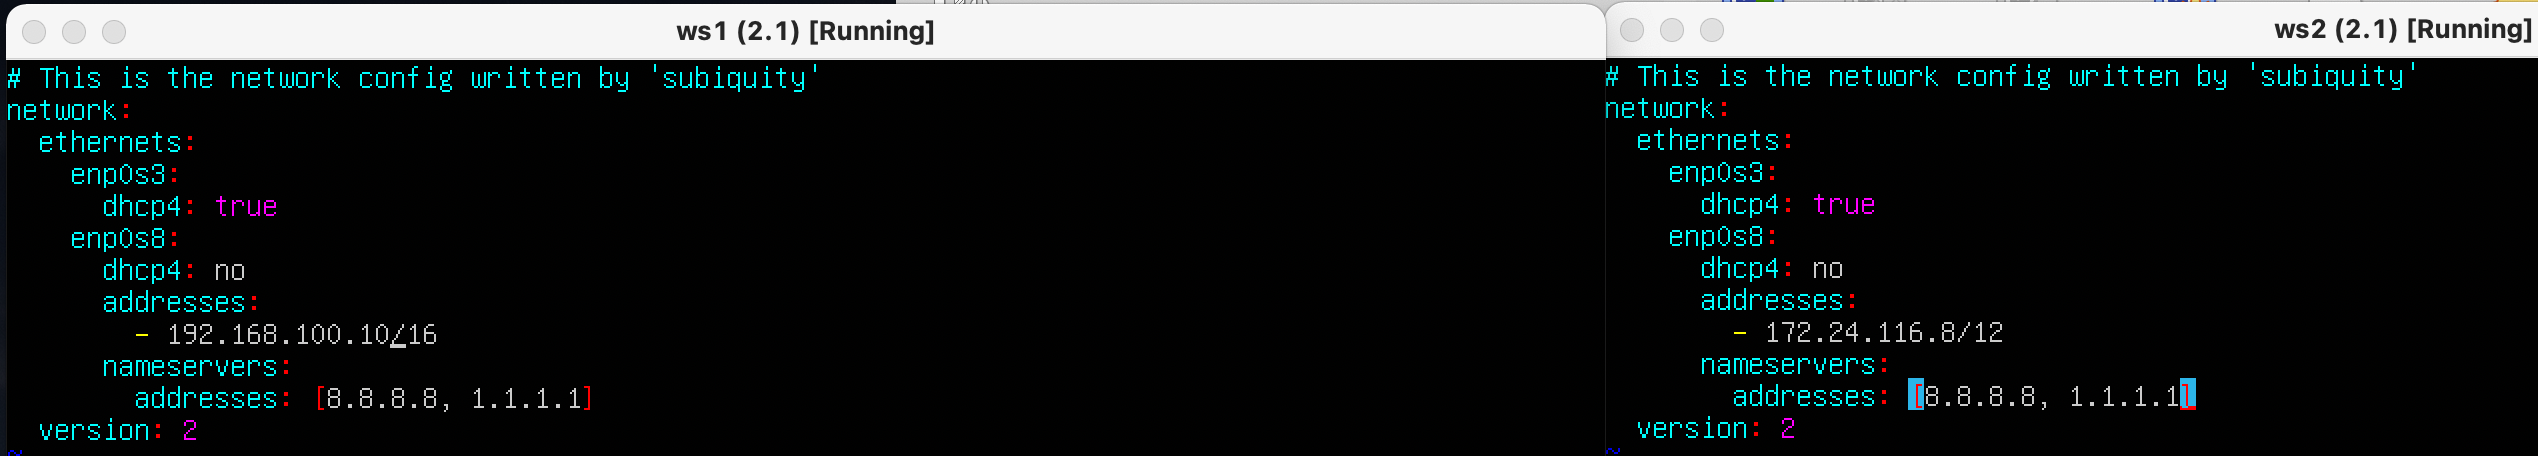 ws1 (2.1) [Running]
# This is the network config written by 'subiquity'
network:
  ethernets:
    enp0s3:
      dhcp4: true
    enp0s8:
      dhcp4: no
      addresses:
        - 192.168.100.10/16
      nameservers:
        addresses: [8.8.8.8, 1.1.1.1]
  version: 2
~
ws2 (2.1) [Running]
# This is the network config written by 'subiquity'
network:
  ethernets:
    enp0s3:
      dhcp4: true
    enp0s8:
      dhcp4: no
      addresses:
        - 172.24.116.8/12
      nameservers:
        addresses: [8.8.8.8, 1.1.1.1]
  version: 2
~